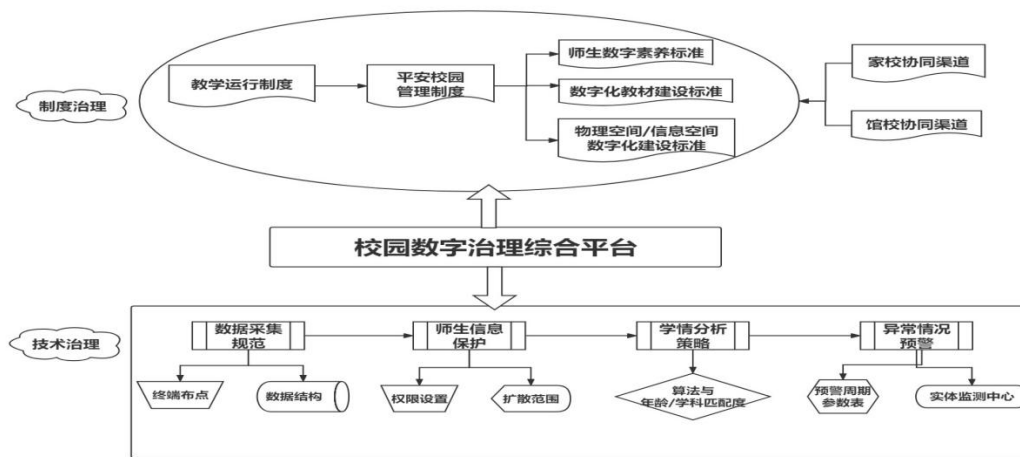 师生数字素养标准
家校协同渠道
教学运行制度
平安校园
管理制度
数字化教材建设标准
制度治理
馆校协同渠道
物理空间/信息空间
数字化建设标准
校园数字治理综合平台
技术治理
数据采集
规范
师生信息
保护
学情分析
策略
异常情况
预警
终端布点
数据结构
权限设置
扩散范围
算法与
年龄/学科匹配度
预警周期
参数表
实体监测中心